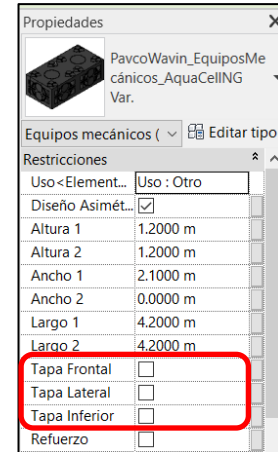 Propiedades
PavcoWavin_EquiposMe
cánicos_AquaCellNG
Var.
Equipos mecánicos ( Editar tipo
Restricciones
Uso<Element... Uso : Otro
Diseño Asimét...
Altura 1 1.2000 m
Altura 2 1.2000 m
Ancho 1 2.1000 m
Ancho 2 0.0000 m
Largo 1 4.2000 m
Largo 2 4.2000 m
Tapa Frontal
Tapa Lateral
Tapa Inferior
Refuerzo